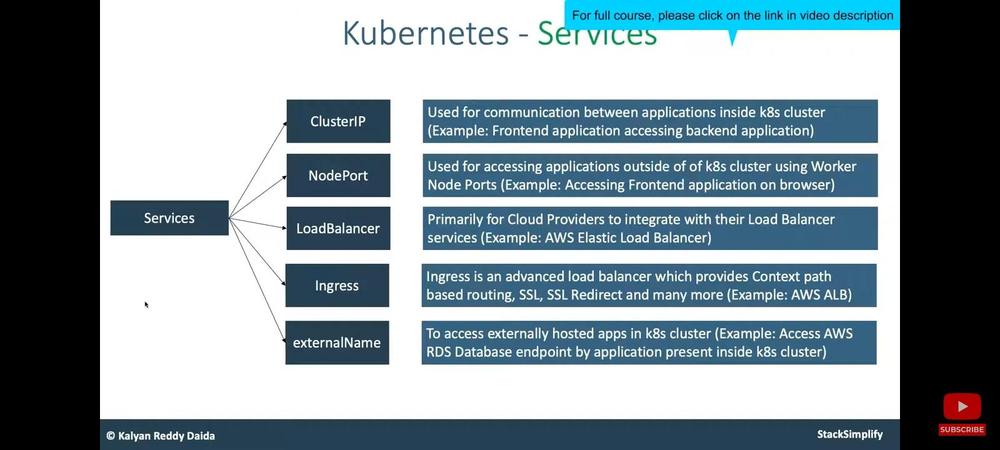 For full course, please click on the link in video description
Kubernetes - Services
ClusterIP
Used for communication between applications inside k8s cluster
(Example: Frontend application accessing backend application)
NodePort
Used for accessing applications outside of of k8s cluster using Worker
Node Ports (Example: Accessing Frontend application on browser)
Services
LoadBalancer
Primarily for Cloud Providers to integrate with their Load Balancer
services (Example: AWS Elastic Load Balancer)
Ingress
Ingress is an advanced load balancer which provides Context path
based routing, SSL, SSL Redirect and many more (Example: AWS ALB)
externalName
To access externally hosted apps in k8s cluster (Example: Access AWS
RDS Database endpoint by application present inside k8s cluster)
SUBSCRIBE
© Kalyan Reddy Daida
StackSimplify